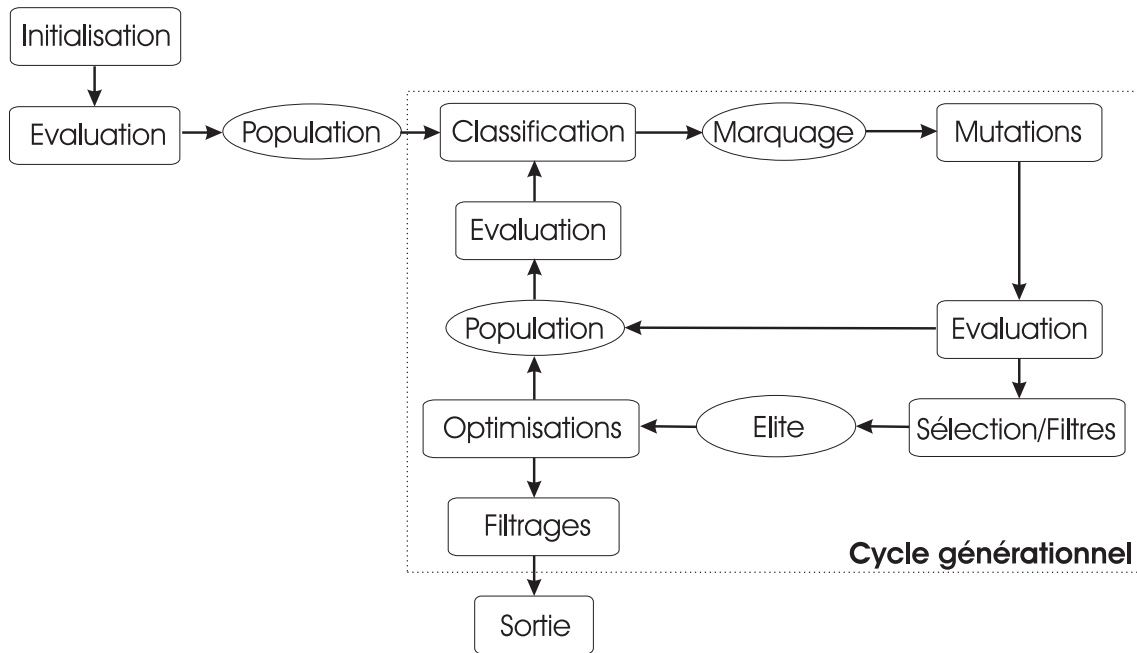 Initialisation
Evaluation
Population
Classification
Marquage
Mutations
Evaluation
Population
Evaluation
Optimisations
Elite
Sélection/Filtres
Filtrages
Cycle générationnel
Sortie